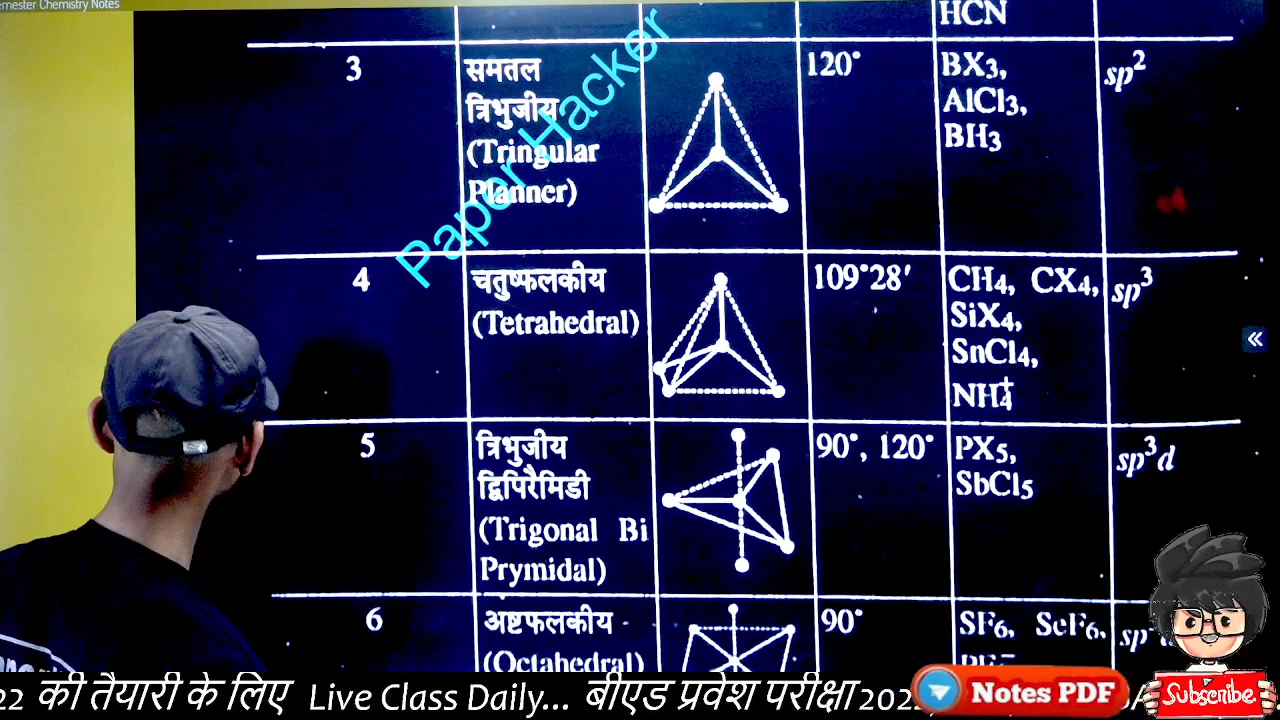 emester Chemistry Notes
HCN
3
समतल
त्रिभुजीय
(Tringular
Planner)
120°
BX3,
AlCl3,
BH3
sp2
Paper Hacker
4
चतुष्फलकीय
(Tetrahedral)
109°28′
CH4, CX4,
SiX4,
SnCl4,
NH4+
sp3
5
त्रिभुजीय
द्विपिरैमिडी
(Trigonal Bi
Prymidal)
90°, 120°
PX5,
SbCl5
sp3d
6
अष्टफलकीय
(Octahedral)
90°
SF6, SeF6,
sp
22 की तैयारी के लिए Live Class Daily... बीएड प्रवेश परीक्षा 202
Notes PDF
Subscribe